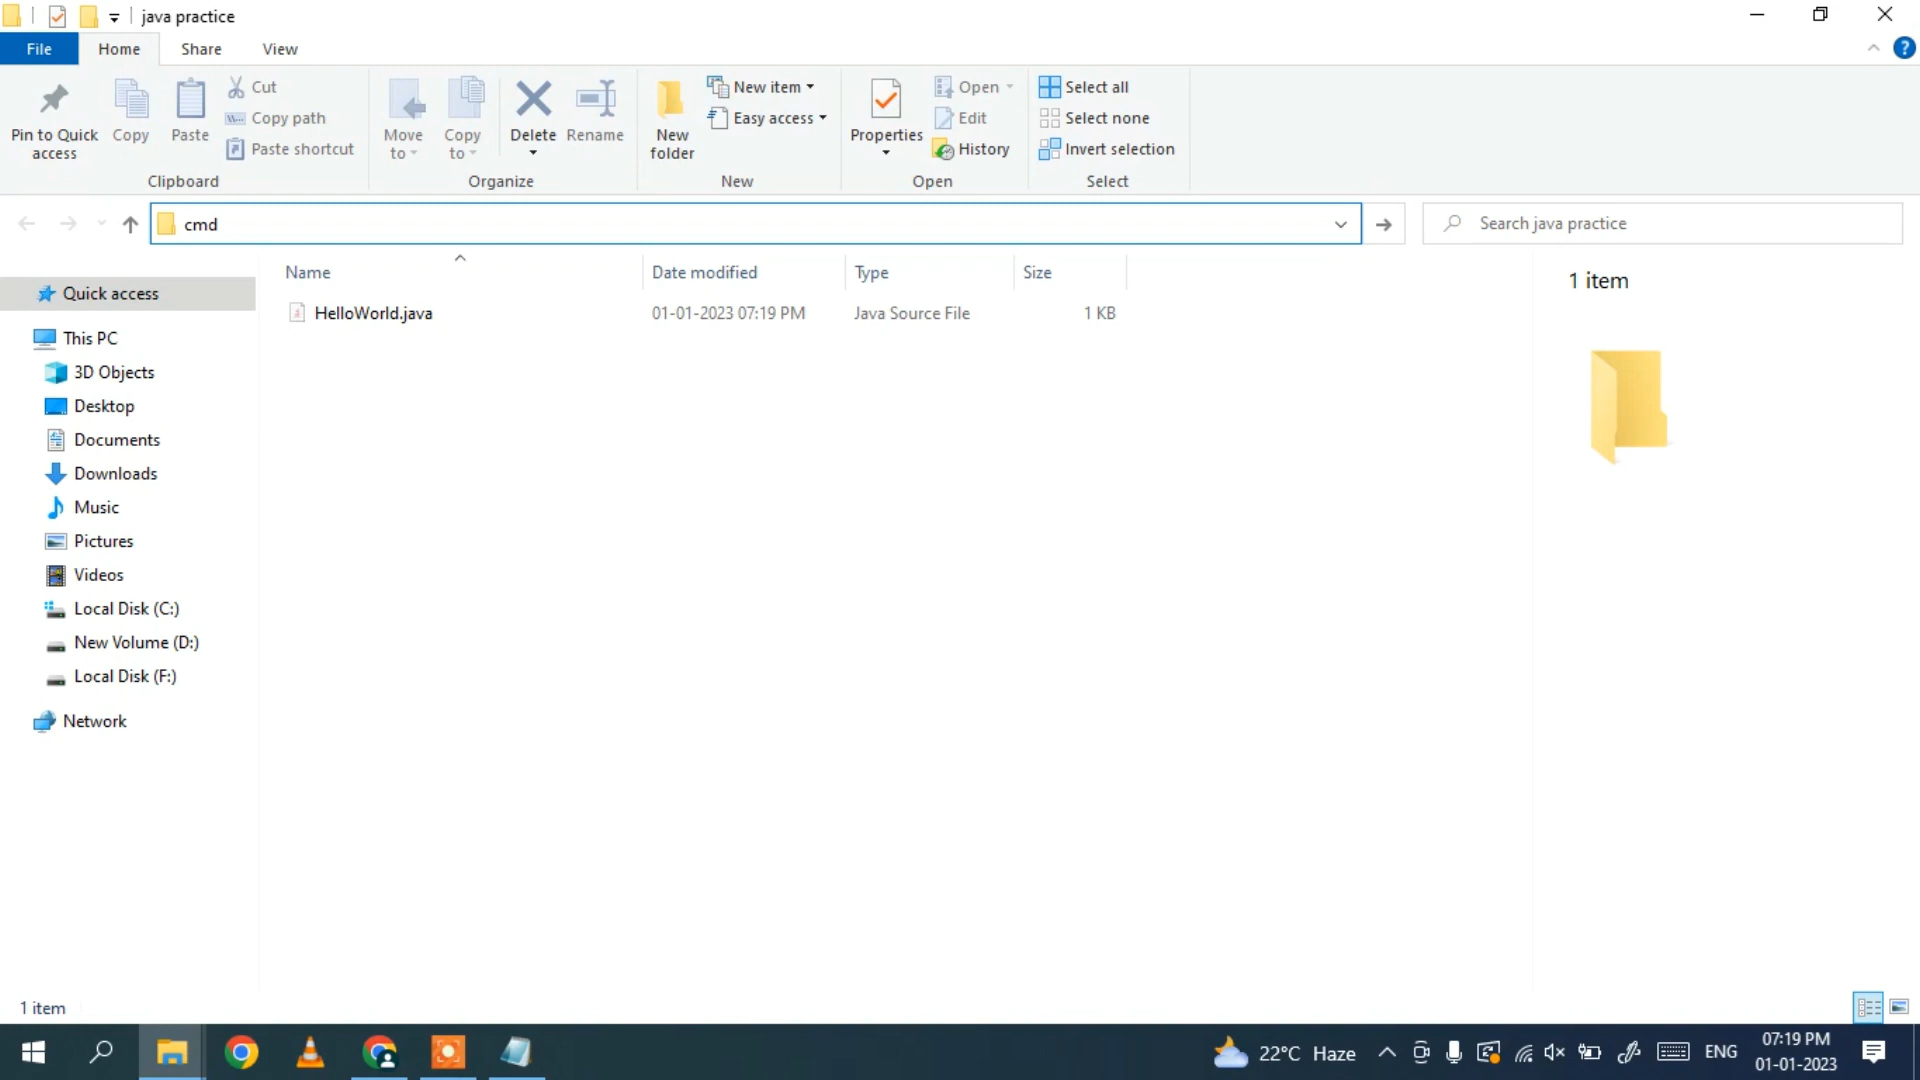 java practice
File Home Share View
Pin to Quick access
Copy
Paste
Cut
Copy path
Paste shortcut
Clipboard
Move to
Copy to
Delete
Rename
Organize
New folder
New item
Easy access
New
Properties
Open
Edit
History
Open
Select all
Select none
Invert selection
Select
cmd
Search java practice
Name Date modified Type Size
HelloWorld.java 01-01-2023 07:19 PM Java Source File 1 KB
1 item
Quick access
This PC
3D Objects
Desktop
Documents
Downloads
Music
Pictures
Videos
Local Disk (C:)
New Volume (D:)
Local Disk (F:)
Network
1 item
22°C Haze
ENG
07:19 PM
01-01-2023